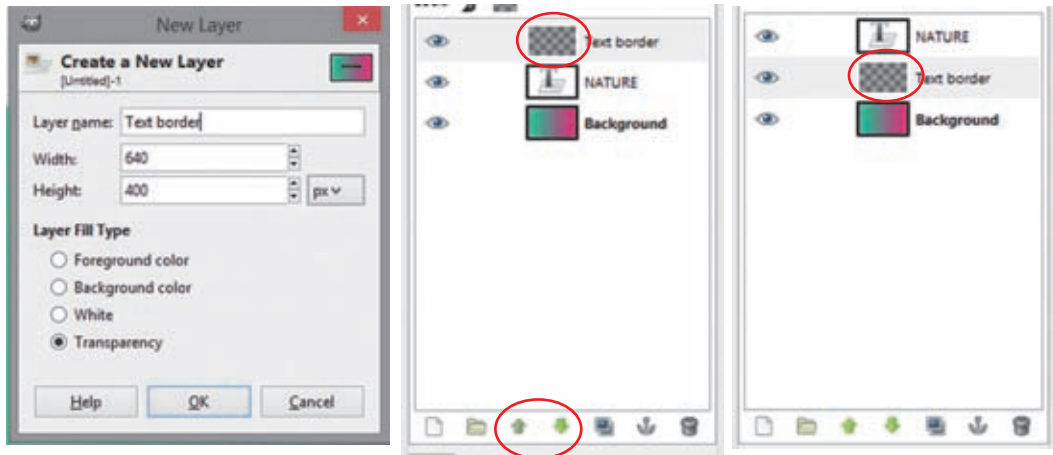 New Layer
Create a New Layer
[Untitled]-1
Layer name: Text border
Width: 640
Height: 400 px
Layer Fill Type
Foreground color
Background color
White
Transparency
Help OK Cancel
Text border
NATURE
Background
NATURE
Text border
Background